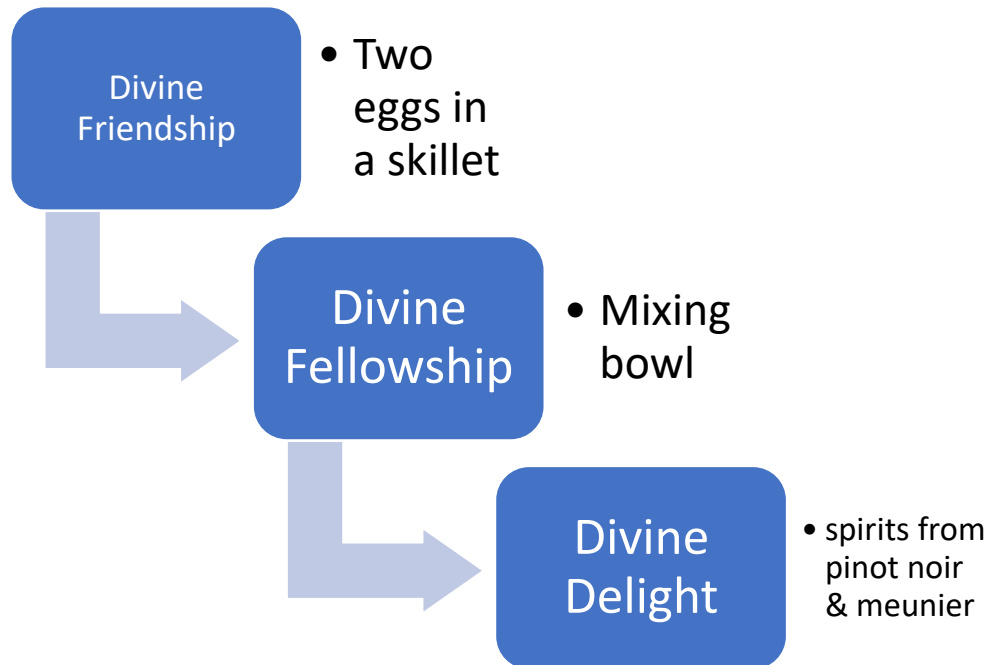 Divine
Friendship
• Two
eggs in
a skillet
Divine
Fellowship
• Mixing
bowl
Divine
Delight
• spirits from
pinot noir
& meunier